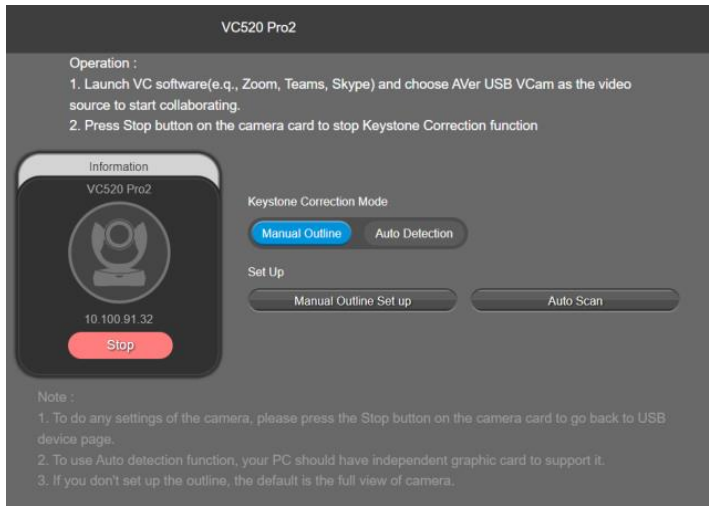 VC520 Pro2
Operation :
1. Launch VC software(e.q., Zoom, Teams, Skype) and choose AVer USB VCam as the video
source to start collaborating.
2. Press Stop button on the camera card to stop Keystone Correction function
Information
VC520 Pro2
10.100.91.32
Stop
Keystone Correction Mode
Manual Outline
Auto Detection
Set Up
Manual Outline Set up
Auto Scan
Note :
1. To do any settings of the camera, please press the Stop button on the camera card to go back to USB
device page.
2. To use Auto detection function, your PC should have independent graphic card to support it.
3. If you don't set up the outline, the default is the full view of camera.